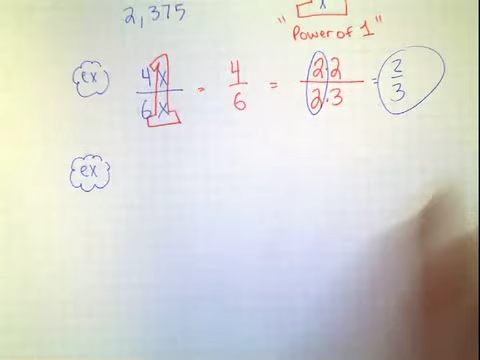 2,375
x
"Power of 1"
ex 4x/6x = 4/6 = 2·2/2·3 = 2/3
ex